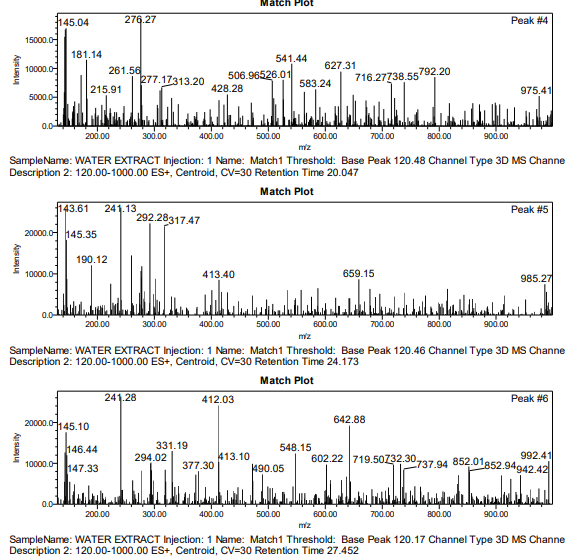 Match Plot
Peak #4
145.04
276.27
181.14
541.44
261.56
277.17
313.20
506.96
526.01
627.31
716.27
738.55
792.20
215.91
428.28
583.24
975.41
Intensity
15000.0
10000.0
5000.0
0.0
200.00 300.00 400.00 500.00 600.00 700.00 800.00 900.00
m/z
SampleName: WATER EXTRACT Injection: 1 Name: Match1 Threshold: Base Peak 120.48 Channel Type 3D MS Channe
Description 2: 120.00-1000.00 ES+, Centroid, CV=30 Retention Time 20.047
Match Plot
Peak #5
143.61
241.13
292.28
317.47
145.35
190.12
413.40
659.15
985.27
Intensity
20000.0
10000.0
0.0
200.00 300.00 400.00 500.00 600.00 700.00 800.00 900.00
m/z
SampleName: WATER EXTRACT Injection: 1 Name: Match1 Threshold: Base Peak 120.46 Channel Type 3D MS Channe
Description 2: 120.00-1000.00 ES+, Centroid, CV=30 Retention Time 24.173
Match Plot
Peak #6
241.28
412.03
145.10
642.88
146.44
331.19
548.15
147.33
294.02
377.30
413.10
490.05
602.22
719.50
732.30
737.94
852.01
852.94
992.41
942.42
Intensity
20000.0
10000.0
0.0
200.00 300.00 400.00 500.00 600.00 700.00 800.00 900.00
m/z
SampleName: WATER EXTRACT Injection: 1 Name: Match1 Threshold: Base Peak 120.17 Channel Type 3D MS Channe
Description 2: 120.00-1000.00 ES+, Centroid, CV=30 Retention Time 27.452